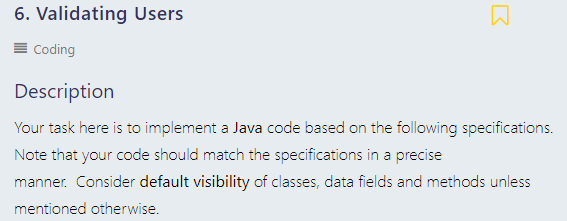 6. Validating Users
Coding
Description
Your task here is to implement a Java code based on the following specifications.
Note that your code should match the specifications in a precise
manner. Consider default visibility of classes, data fields and methods unless
mentioned otherwise.